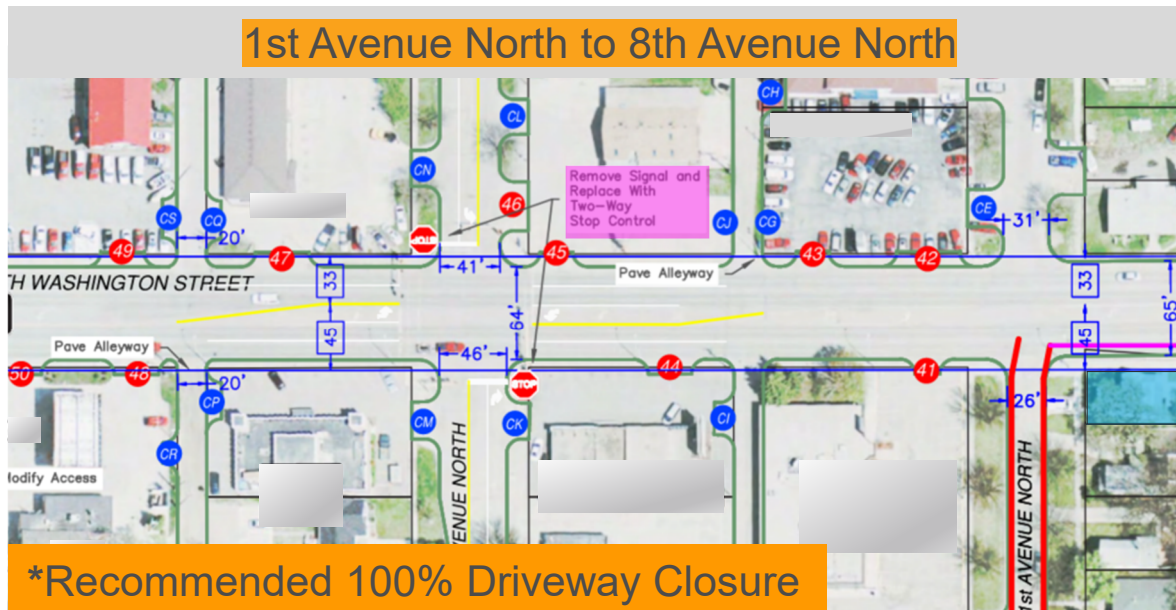 1st Avenue North to 8th Avenue North
CH
CL
CN
Remove Signal and
Replace With
Two-Way
Stop Control
46
CS
CQ
CJ
CG
CE
31'
20'
49
47
45
43
42
41'
Pave Alleyway
TH WASHINGTON STREET
33
33
64'
65'
45
45
Pave Alleyway
46'
50
48
44
41
STOP
20'
26'
CP
CM
CK
CI
CR
Modify Access
VENUE NORTH
1st AVENUE NORTH
*Recommended 100% Driveway Closure